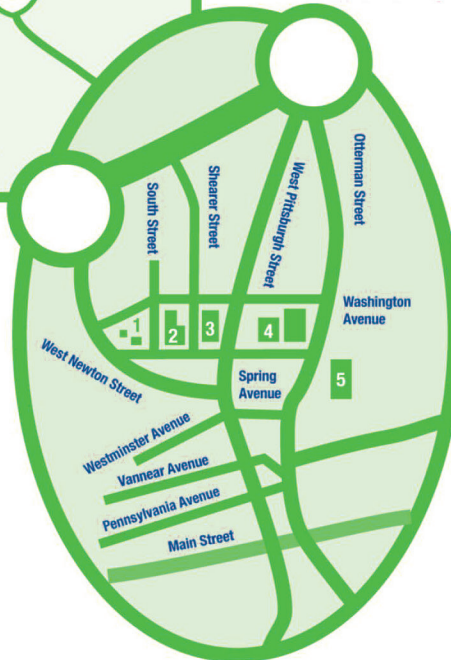 South Street
Shearer Street
West Pittsburgh Street
Otterman Street
Washington
Avenue
1
2
3
4
West Newton Street
Spring
Avenue
5
Westminster Avenue
Vannear Avenue
Pennsylvania Avenue
Main Street